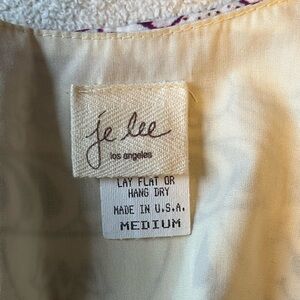 je lee
los angeles
LAY FLAT OR
HANG DRY
MADE IN U.S.A.
MEDIUM